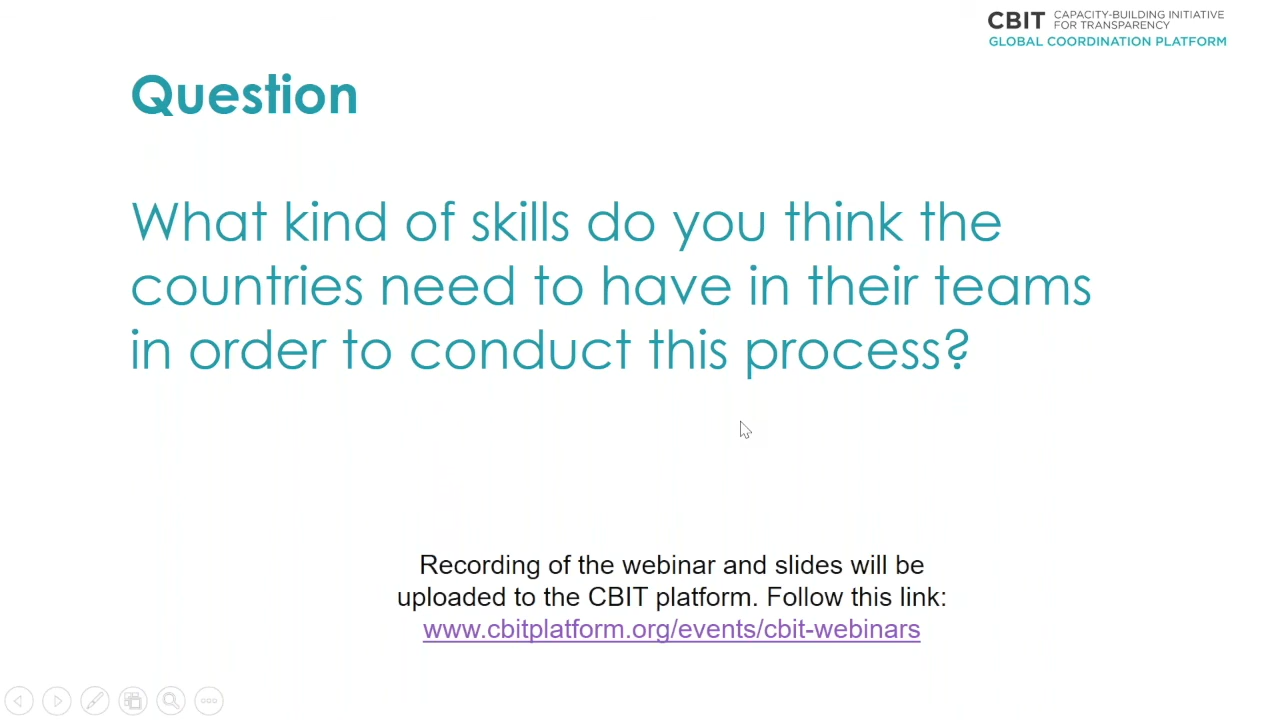 CBIT CAPACITY-BUILDING INITIATIVE
FOR TRANSPARENCY
GLOBAL COORDINATION PLATFORM
Question
What kind of skills do you think the
countries need to have in their teams
in order to conduct this process?
Recording of the webinar and slides will be
uploaded to the CBIT platform. Follow this link:
www.cbitplatform.org/events/cbit-webinars